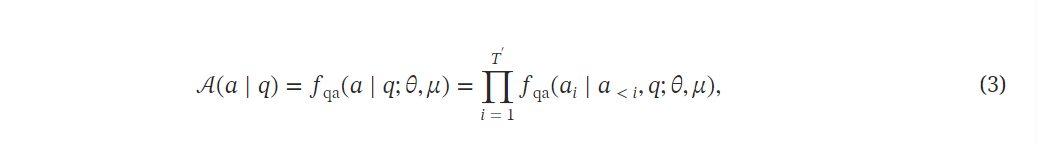 𝒜(a | q) = f_qa(a | q; θ, μ) = ∏_{i = 1}^{T′} f_qa(a_i | a_{< i}, q; θ, μ), (3)